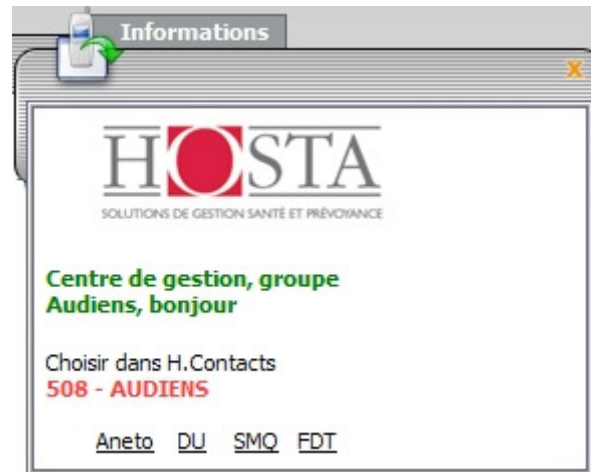 Informations
x
HOSTA
SOLUTIONS DE GESTION SANTÉ ET PRÉVOYANCE
Centre de gestion, groupe
Audiens, bonjour
Choisir dans H.Contacts
508 - AUDIENS
Aneto DU SMQ FDT